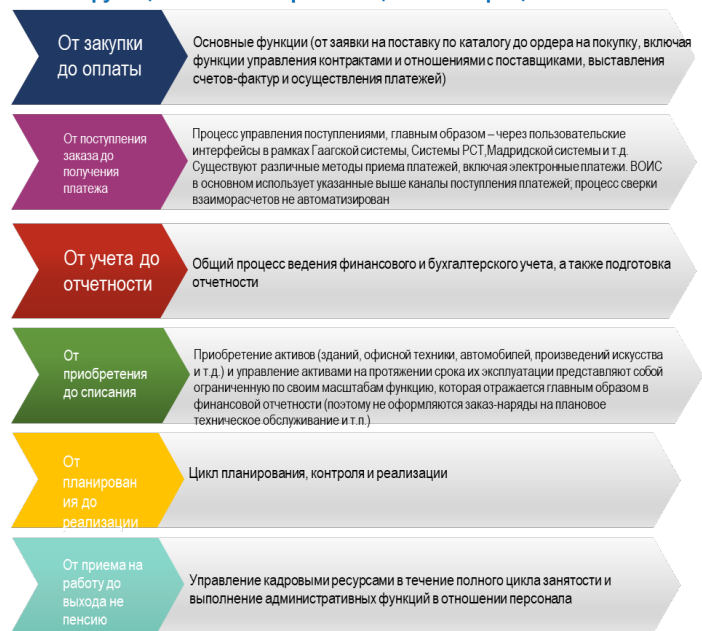 От закупки
до оплаты
Основные функции (от заявки на поставку по каталогу до ордера на покупку, включая
функции управления контрактами и отношениями с поставщиками, выставления
счетов-фактур и осуществления платежей)
От поступления
заказа до
получения
платежа
Процесс управления поступлениями, главным образом – через пользовательские
интерфейсы в рамках Гаагской системы, Системы РСТ,Мадридской системы и т.д.
Существуют различные методы приема платежей, включая электронные платежи. ВОИС
в основном использует указанные выше каналы поступления платежей; процесс сверки
взаиморасчетов не автоматизирован
От учета до
отчетности
Общий процесс ведения финансового и бухгалтерского учета, а также подготовка
отчетности
От
приобретения
до списания
Приобретение активов (зданий, офисной техники, автомобилей, произведений искусства
и т.д.) и управление активами на протяжении срока их эксплуатации представляют собой
ограниченную по своим масштабам функцию, которая отражается главным образом в
финансовой отчетности (поэтому не оформляются заказ-наряды на плановое
техническое обслуживание и т.п.)
От
планирован
ия до
реализации
Цикл планирования, контроля и реализации
От приема на
работу до
выхода не
пенсию
Управление кадровыми ресурсами в течение полного цикла занятости и
выполнение административных функций в отношении персонала